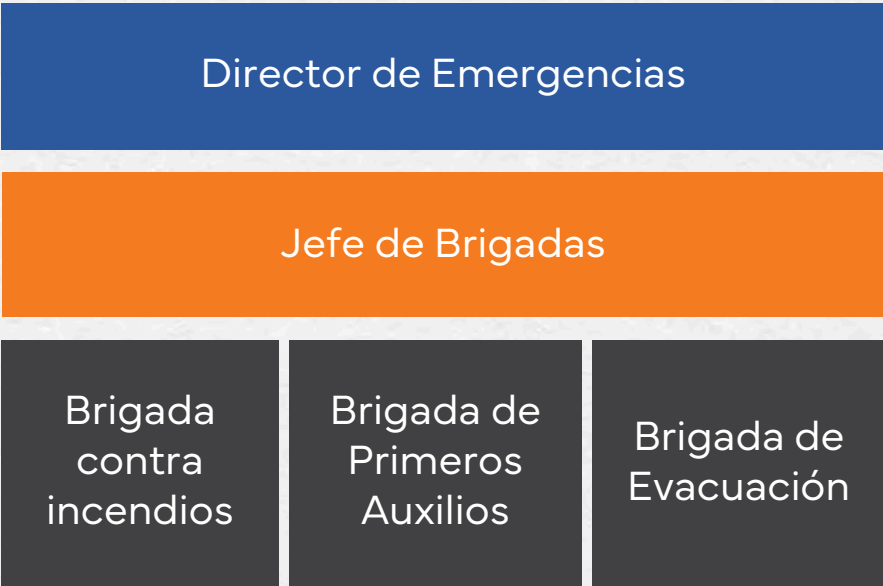 Director de Emergencias
Jefe de Brigadas
Brigada
contra
incendios
Brigada de
Primeros
Auxilios
Brigada de
Evacuación